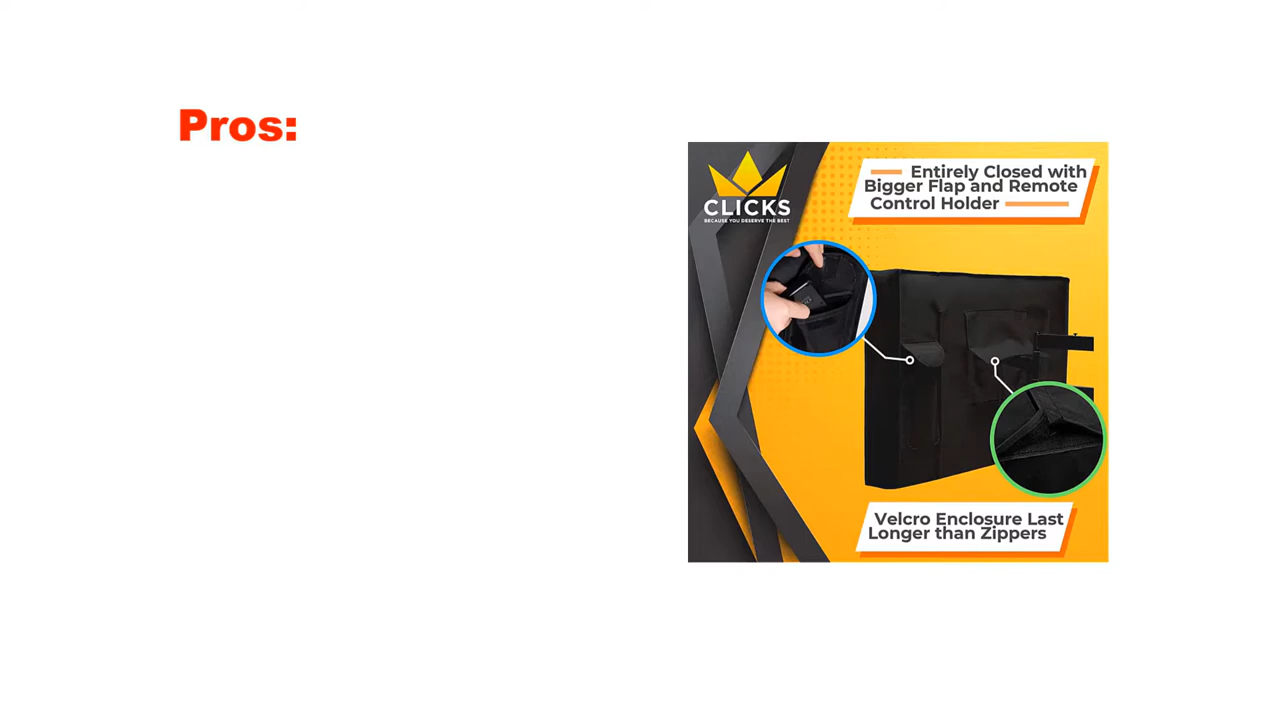 Pros:
CLICKS
BECAUSE YOU DESERVE THE BEST
Entirely Closed with
Bigger Flap and Remote
Control Holder
Velcro Enclosure Last
Longer than Zippers